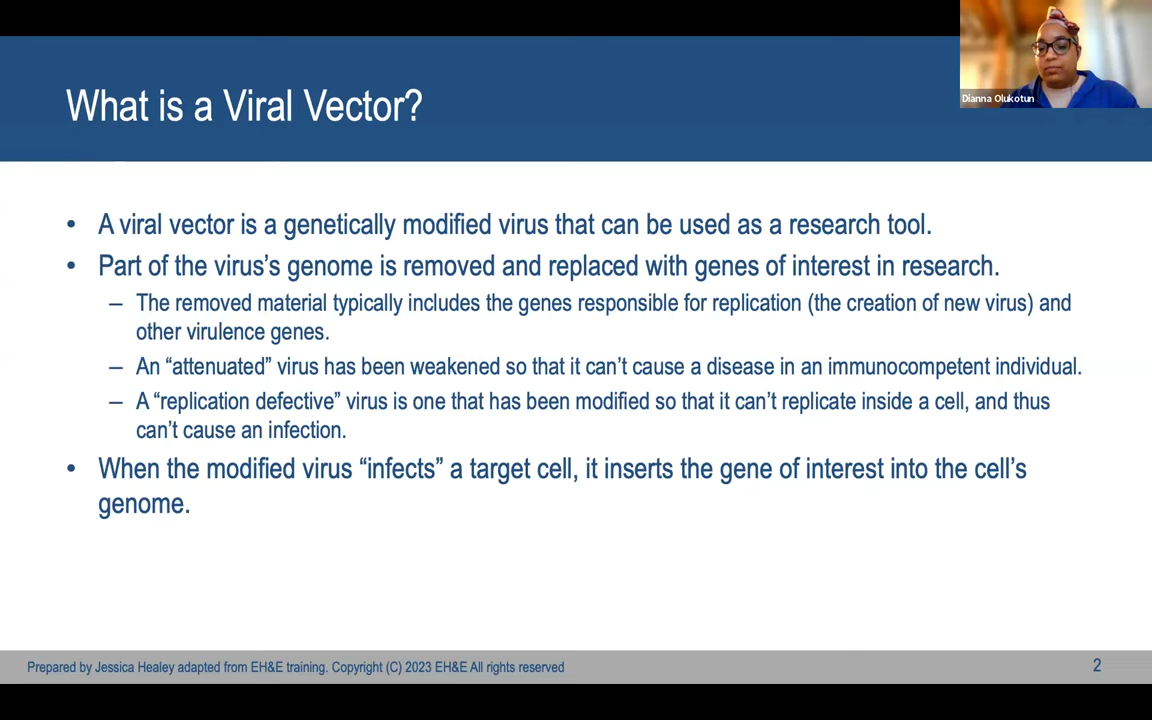 What is a Viral Vector?
Dianna Olukotun
• A viral vector is a genetically modified virus that can be used as a research tool.
• Part of the virus’s genome is removed and replaced with genes of interest in research.
– The removed material typically includes the genes responsible for replication (the creation of new virus) and
other virulence genes.
– An “attenuated” virus has been weakened so that it can’t cause a disease in an immunocompetent individual.
– A “replication defective” virus is one that has been modified so that it can’t replicate inside a cell, and thus
can’t cause an infection.
• When the modified virus “infects” a target cell, it inserts the gene of interest into the cell’s
genome.
Prepared by Jessica Healey adapted from EH&E training. Copyright (C) 2023 EH&E All rights reserved
2